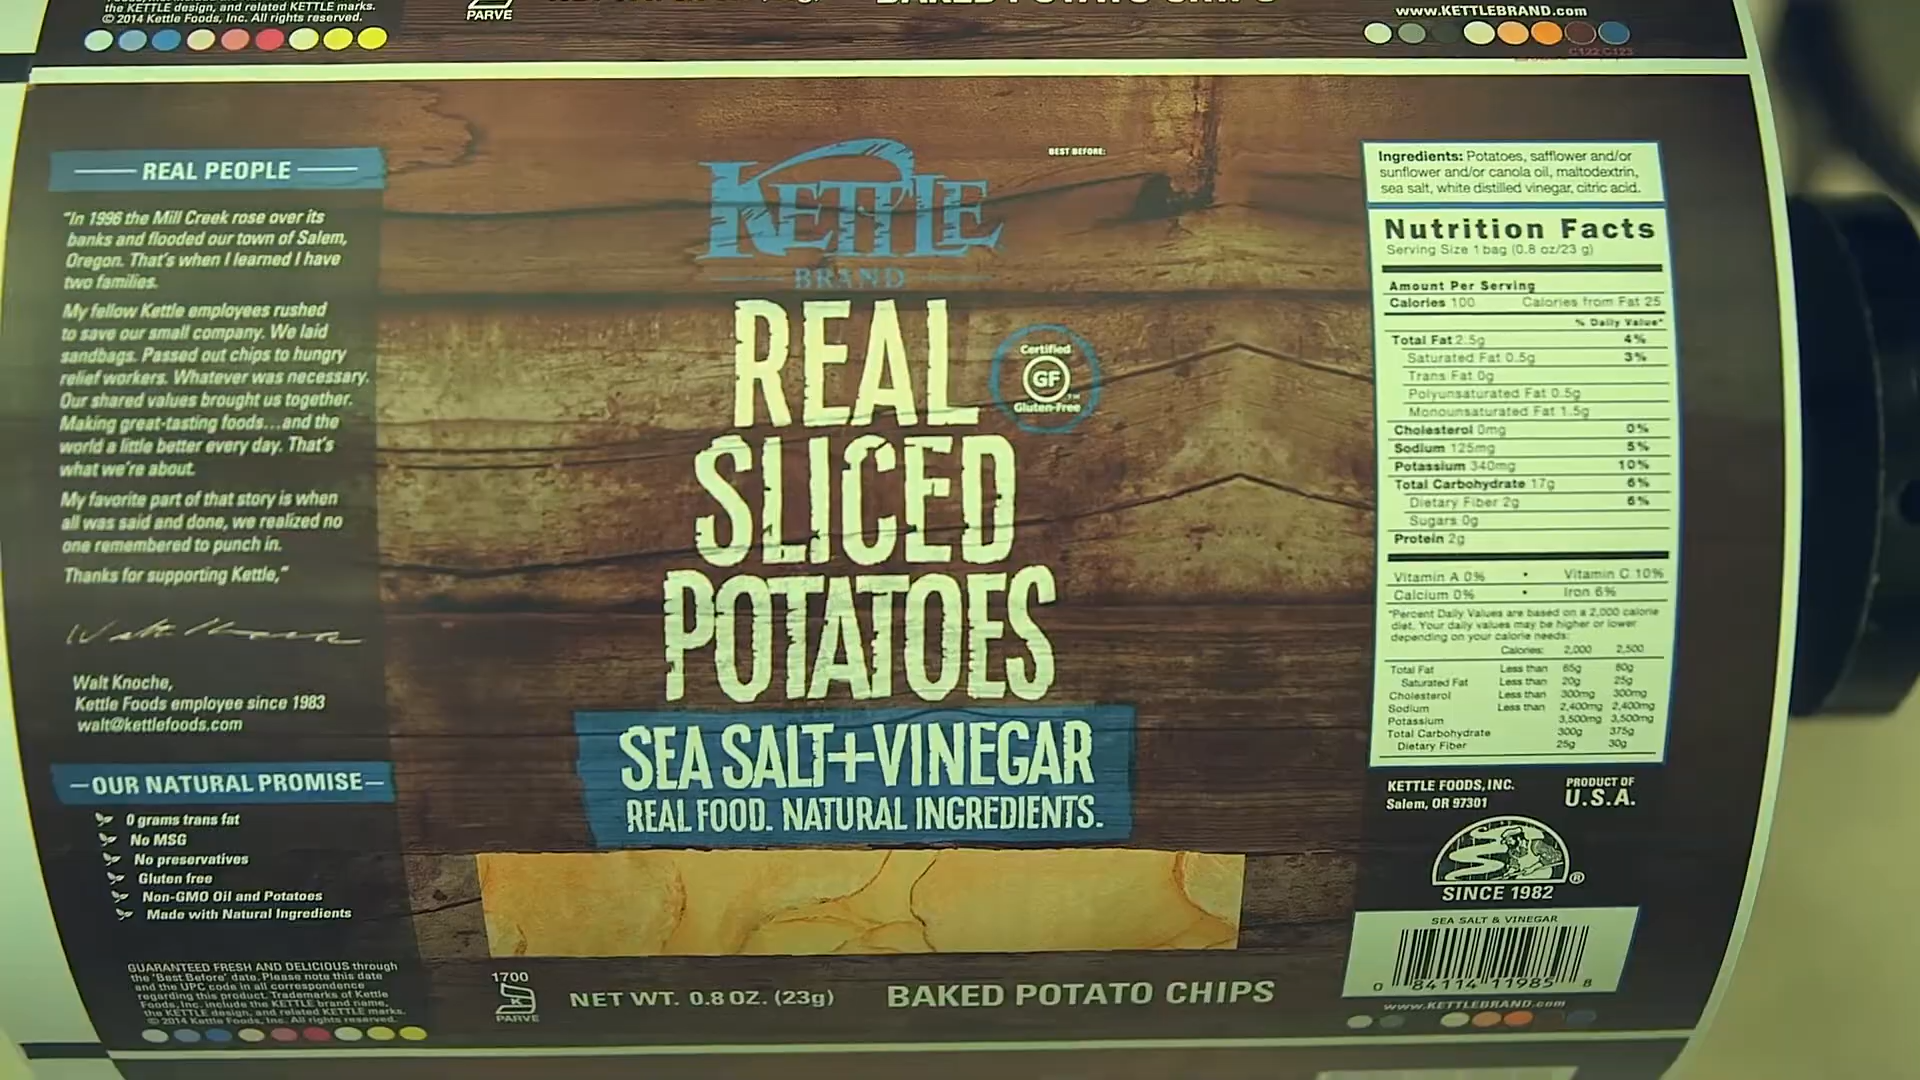 the KETTLE design, and related KETTLE marks.
© 2014 Kettle Foods, Inc. All rights reserved.
PARVE
BAKED POTATO CHIPS
www.KETTLEBRAND.com
C122 C123
REAL PEOPLE
"In 1996 the Mill Creek rose over its
banks and flooded our town of Salem,
Oregon. That's when I learned I have
two families.
My fellow Kettle employees rushed
to save our small company. We laid
sandbags. Passed out chips to hungry
relief workers. Whatever was necessary.
Our shared values brought us together.
Making great-tasting foods...and the
world a little better every day. That's
what we're about.
My favorite part of that story is when
all was said and done, we realized no
one remembered to punch in.
Thanks for supporting Kettle,"
Walt Knoche,
Kettle Foods employee since 1983
walt@kettlefoods.com
OUR NATURAL PROMISE
0 grams trans fat
No MSG
No preservatives
Gluten free
Non-GMO Oil and Potatoes
Made with Natural Ingredients
GUARANTEED FRESH AND DELICIOUS through
the 'Best Before' date. Please note this date
and the UPC code in all correspondence
regarding this product. Trademarks of Kettle
Foods, Inc. include the KETTLE brand name,
the KETTLE design, and related KETTLE marks.
© 2014 Kettle Foods, Inc. All rights reserved.
BEST BEFORE:
KETTLE
BRAND
REAL
SLICED
POTATOES
Certified
GF
TM
Gluten-Free
SEA SALT+VINEGAR
REAL FOOD. NATURAL INGREDIENTS.
1700
K
PARVE
NET WT. 0.8 OZ. (23g)
BAKED POTATO CHIPS
Ingredients: Potatoes, safflower and/or
sunflower and/or canola oil, maltodextrin,
sea salt, white distilled vinegar, citric acid.
Nutrition Facts
Serving Size 1 bag (0.8 oz/23 g)
Amount Per Serving
Calories 100 Calories from Fat 25
% Daily Value*
Total Fat 2.5g 4%
Saturated Fat 0.5g 3%
Trans Fat 0g
Polyunsaturated Fat 0.5g
Monounsaturated Fat 1.5g
Cholesterol 0mg 0%
Sodium 125mg 5%
Potassium 340mg 10%
Total Carbohydrate 17g 6%
Dietary Fiber 2g 6%
Sugars 0g
Protein 2g
Vitamin A 0% • Vitamin C 10%
Calcium 0% • Iron 6%
*Percent Daily Values are based on a 2,000 calorie
diet. Your daily values may be higher or lower
depending on your calorie needs:
Calories: 2,000 2,500
Total Fat Less than 65g 80g
Saturated Fat Less than 20g 25g
Cholesterol Less than 300mg 300mg
Sodium Less than 2,400mg 2,400mg
Potassium 3,500mg 3,500mg
Total Carbohydrate 300g 375g
Dietary Fiber 25g 30g
KETTLE FOODS, INC.
Salem, OR 97301
PRODUCT OF
U.S.A.
SINCE 1982
®
SEA SALT & VINEGAR
0 84114 11985 8
www.KETTLEBRAND.com